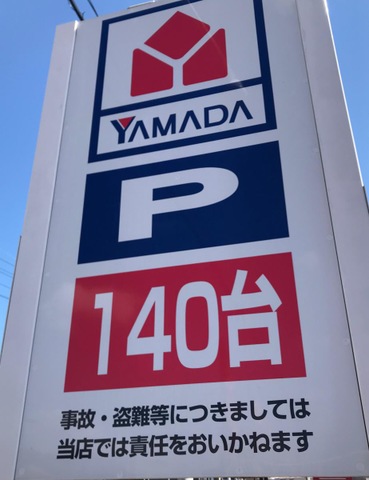 YAMADA
P
140台
事故・盗難等につきましては
当店では責任をおいかねます